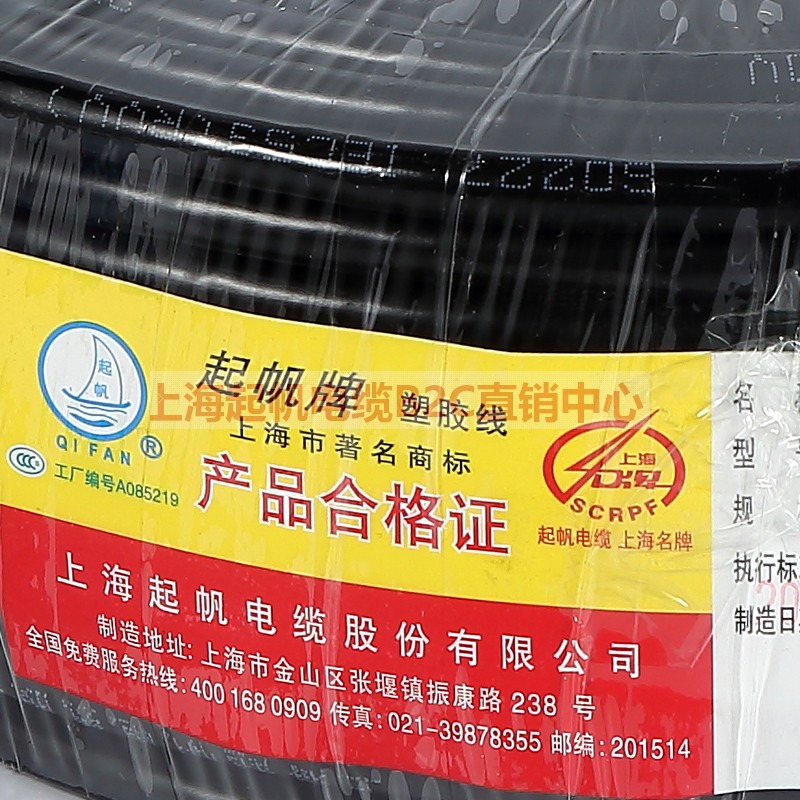 起帆
QI FAN ®
CCC
工厂编号A085219
起帆牌 塑胶线
上海起帆电缆B2C直销中心
上海市著名商标
产品合格证
上海
SCRPF
起帆电缆 上海名牌
上海起帆电缆股份有限公司
制造地址: 上海市金山区张堰镇振康路 238 号
全国免费服务热线: 400 168 0909 传真: 021-39878355 邮编: 201514
名
型
规
执行标
制造日
20